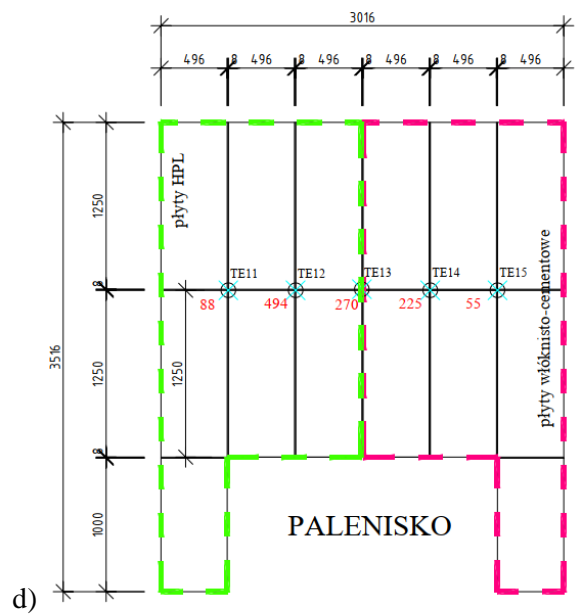 3016
496 8 496 8 496 8 496 8 496 8 496
3516
1250
8
1250
8
1000
1250
płyty HPL
płyty włóknisto-cementowe
TE11 TE12 TE13 TE14 TE15
88 494 270 225 55
PALENISKO
d)